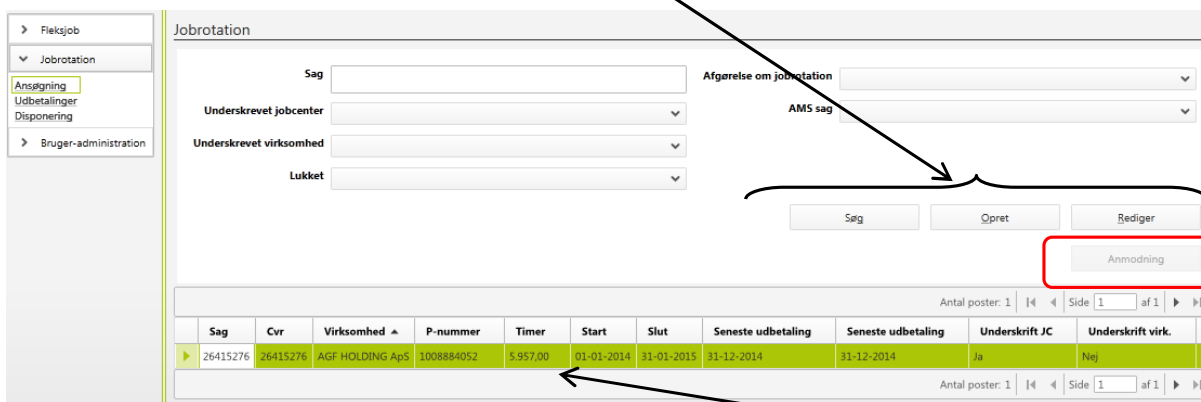 Fleksjob
Jobrotation
Ansøgning
Udbetalinger
Disponering
Bruger-administration
Jobrotation
Sag
Afgørelse om jobrotation
Underskrevet jobcenter
AMS sag
Underskrevet virksomhed
Lukket
Søg Opret Rediger
Anmodning
Antal poster: 1 Side 1 af 1
Sag Cvr Virksomhed P-nummer Timer Start Slut Seneste udbetaling Seneste udbetaling Underskrift JC Underskrift virk.
26415276 26415276 AGF HOLDING ApS 1008884052 5.957,00 01-01-2014 31-01-2015 31-12-2014 31-12-2014 Ja Nej
Antal poster: 1 Side 1 af 1